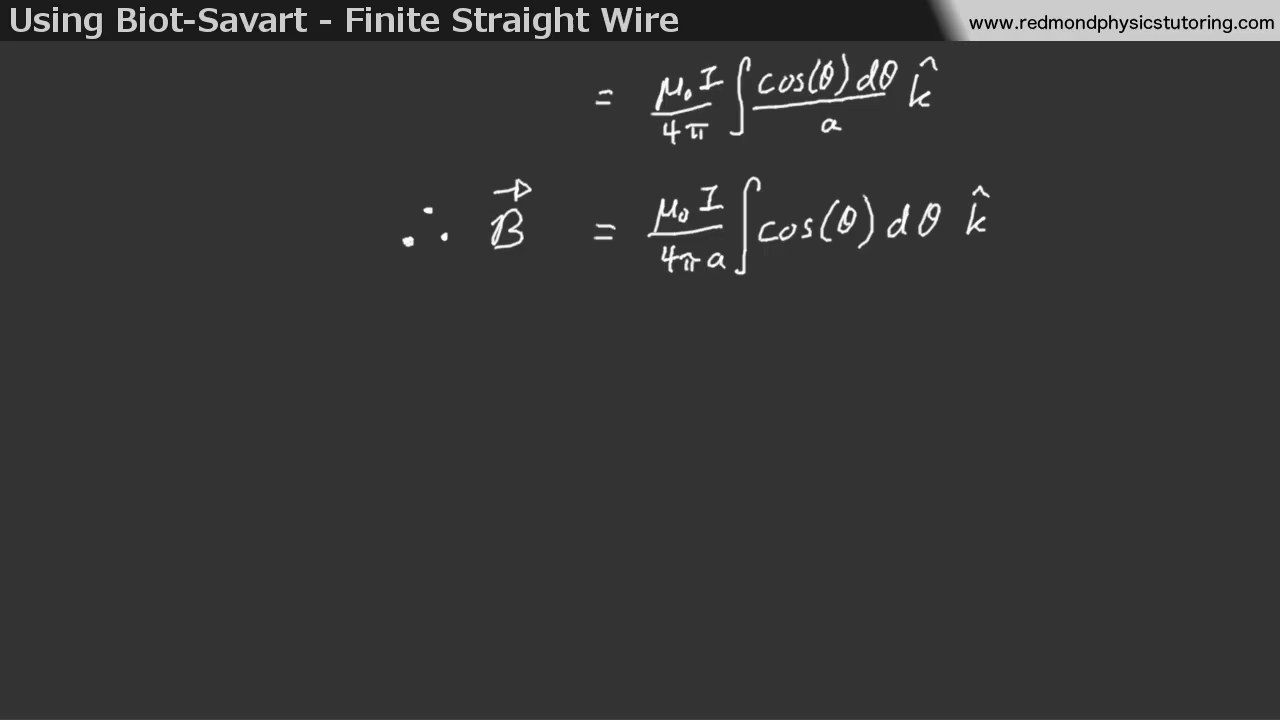 Using Biot-Savart - Finite Straight Wire
www.redmondphysicstutoring.com
= μ₀I/4π ∫ cos(θ)dθ/a k̂
∴ B⃗ = μ₀I/4πa ∫ cos(θ)dθ k̂